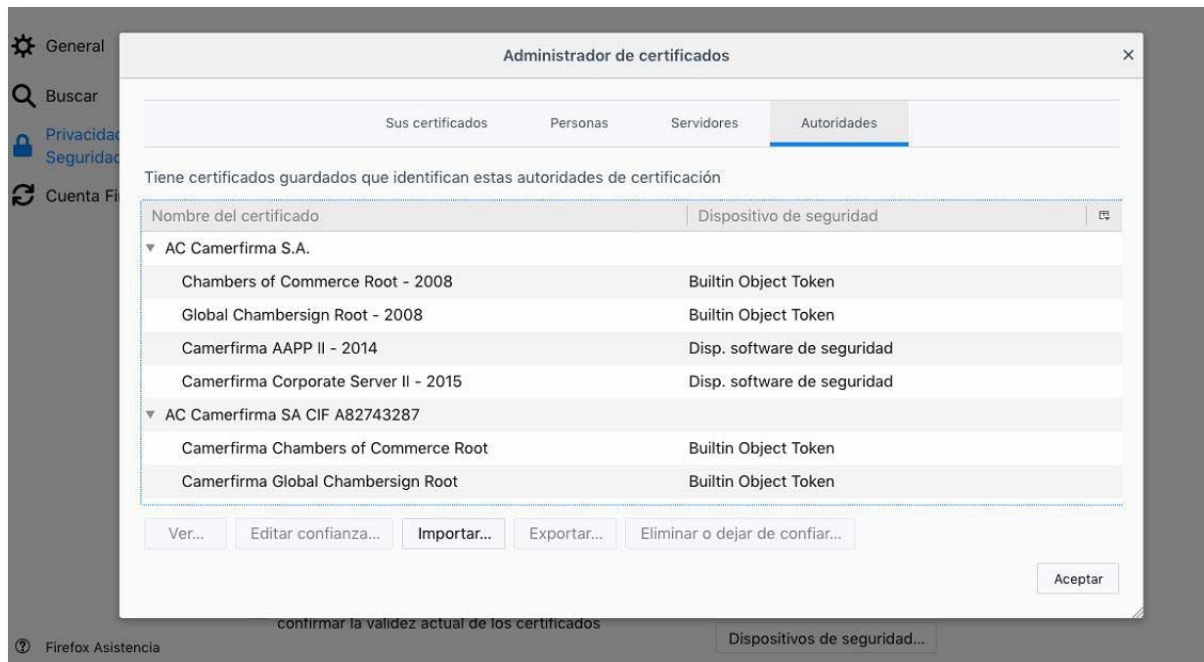 General
Buscar
Privacidad
Seguridad
Cuenta Fi
Administrador de certificados
Sus certificados Personas Servidores Autoridades
Tiene certificados guardados que identifican estas autoridades de certificación
Nombre del certificado Dispositivo de seguridad
AC Camerfirma S.A.
Chambers of Commerce Root - 2008 Builtin Object Token
Global Chambersign Root - 2008 Builtin Object Token
Camerfirma AAPP II - 2014 Disp. software de seguridad
Camerfirma Corporate Server II - 2015 Disp. software de seguridad
AC Camerfirma SA CIF A82743287
Camerfirma Chambers of Commerce Root Builtin Object Token
Camerfirma Global Chambersign Root Builtin Object Token
Ver... Editar confianza... Importar... Exportar... Eliminar o dejar de confiar...
Aceptar
confirmar la validez actual de los certificados
Dispositivos de seguridad...
Firefox Asistencia